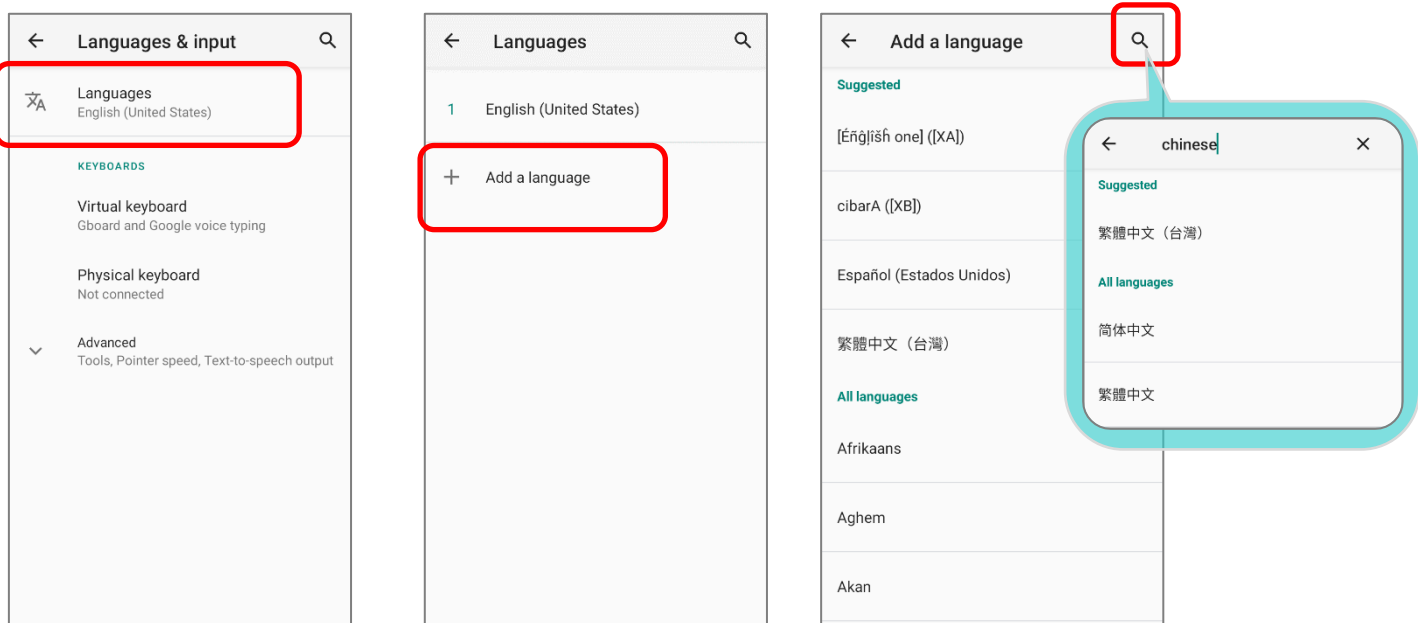 Languages & input
Languages
English (United States)
KEYBOARDS
Virtual keyboard
Gboard and Google voice typing
Physical keyboard
Not connected
Advanced
Tools, Pointer speed, Text-to-speech output
Languages
1 English (United States)
Add a language
Add a language
Suggested
[Éñĝļîšĥ one] ([XA])
cibarA ([XB])
Español (Estados Unidos)
繁體中文（台灣）
All languages
Afrikaans
Aghem
Akan
chinese
Suggested
繁體中文（台灣）
All languages
简体中文
繁體中文